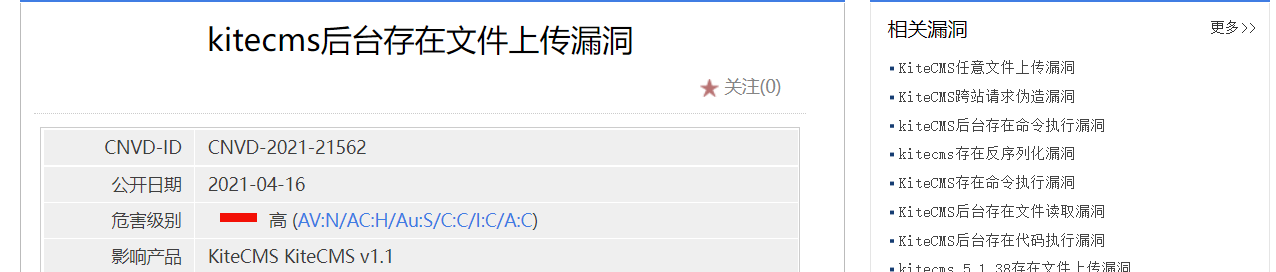 kitecms后台存在文件上传漏洞
关注(0)
CNVD-ID CNVD-2021-21562
公开日期 2021-04-16
危害级别 高 (AV:N/AC:H/Au:S/C:C/I:C/A:C)
影响产品 KiteCMS KiteCMS v1.1
相关漏洞 更多>>
KiteCMS任意文件上传漏洞
KiteCMS跨站请求伪造漏洞
kiteCMS后台存在命令执行漏洞
kitecms存在反序列化漏洞
KiteCMS存在命令执行漏洞
KiteCMS后台存在文件读取漏洞
KiteCMS后台存在代码执行漏洞
kitecms 5.1.38存在文件上传漏洞